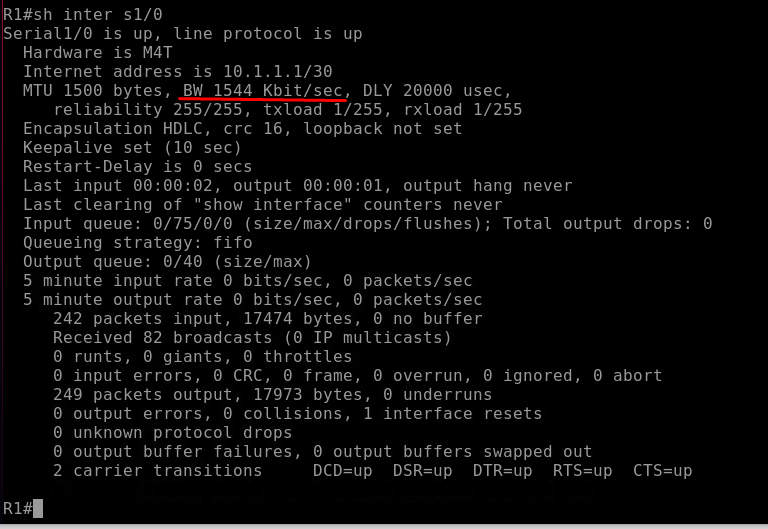 R1#sh inter s1/0
Serial1/0 is up, line protocol is up
  Hardware is M4T
  Internet address is 10.1.1.1/30
  MTU 1500 bytes, BW 1544 Kbit/sec, DLY 20000 usec,
     reliability 255/255, txload 1/255, rxload 1/255
  Encapsulation HDLC, crc 16, loopback not set
  Keepalive set (10 sec)
  Restart-Delay is 0 secs
  Last input 00:00:02, output 00:00:01, output hang never
  Last clearing of "show interface" counters never
  Input queue: 0/75/0/0 (size/max/drops/flushes); Total output drops: 0
  Queueing strategy: fifo
  Output queue: 0/40 (size/max)
  5 minute input rate 0 bits/sec, 0 packets/sec
  5 minute output rate 0 bits/sec, 0 packets/sec
     242 packets input, 17474 bytes, 0 no buffer
     Received 82 broadcasts (0 IP multicasts)
     0 runts, 0 giants, 0 throttles
     0 input errors, 0 CRC, 0 frame, 0 overrun, 0 ignored, 0 abort
     249 packets output, 17973 bytes, 0 underruns
     0 output errors, 0 collisions, 1 interface resets
     0 unknown protocol drops
     0 output buffer failures, 0 output buffers swapped out
     2 carrier transitions     DCD=up  DSR=up  DTR=up  RTS=up  CTS=up
R1#